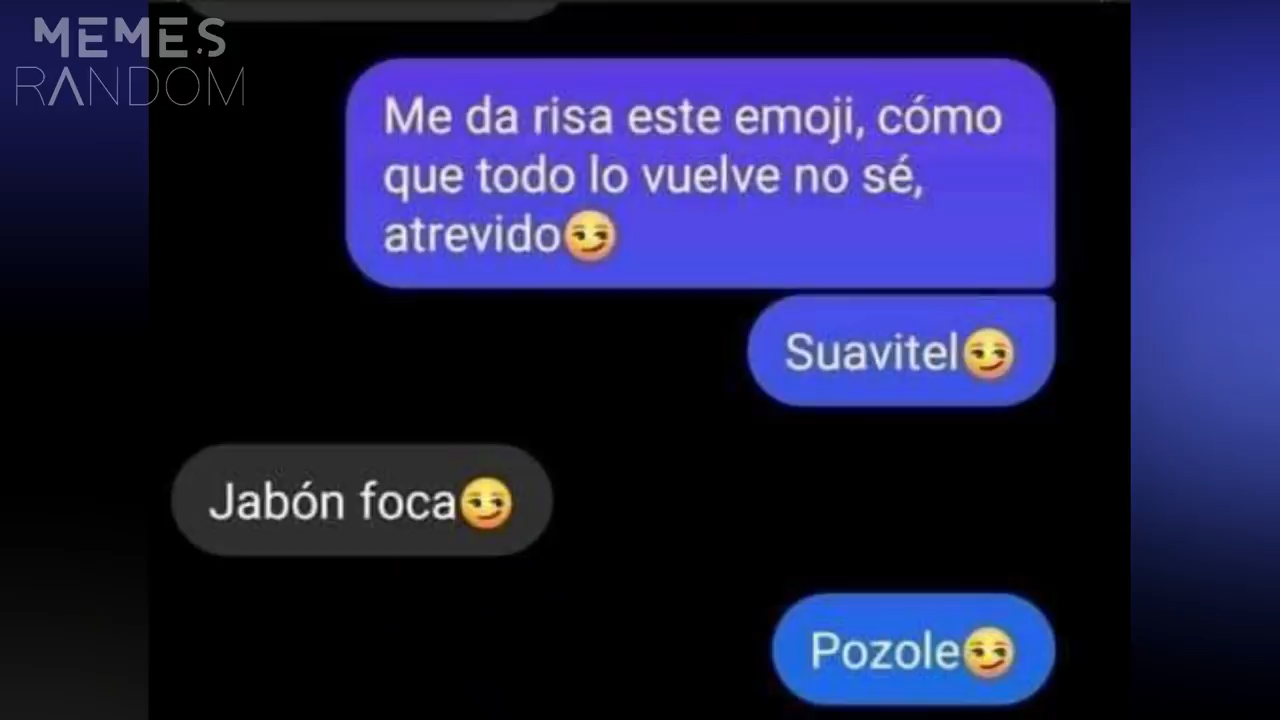 MEMES
RANDOM
Me da risa este emoji, cómo
que todo lo vuelve no sé,
atrevido😏
Suavitel😏
Jabón foca😏
Pozole😏